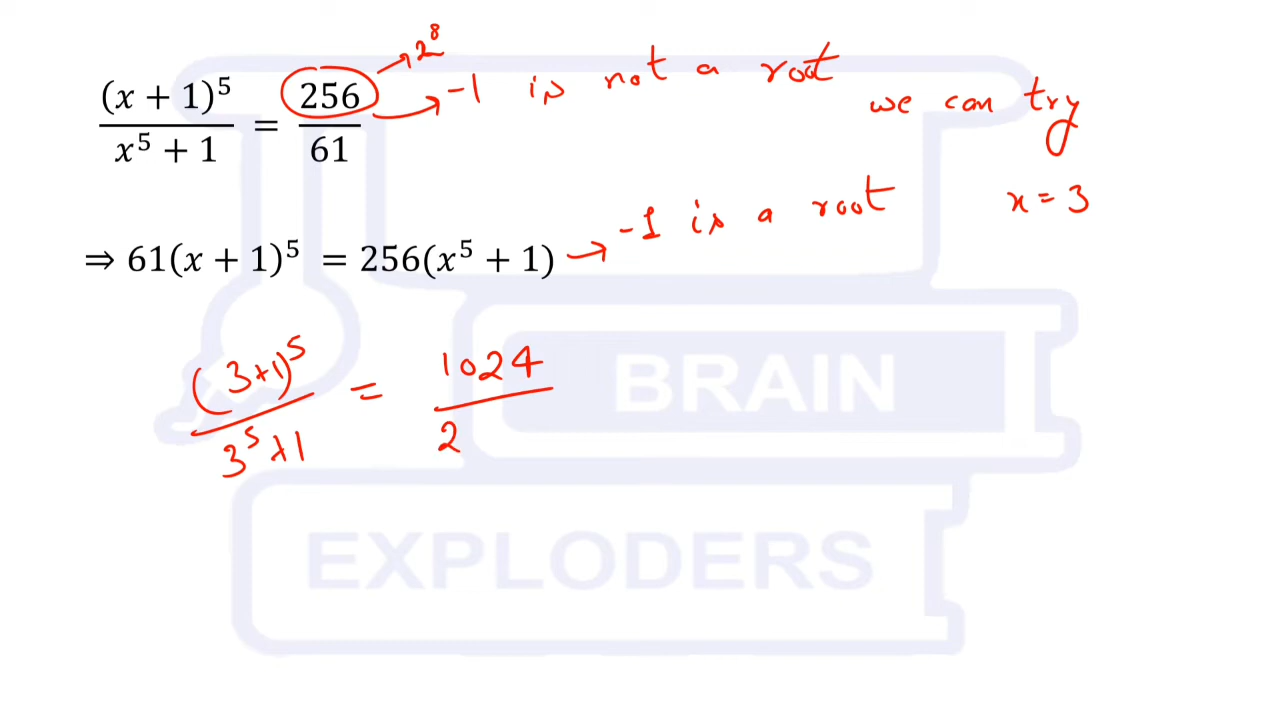 (x + 1)^5 / x^5 + 1 = 256 / 61
→ 2^8
→ -1 is not a root
we can try
x = 3
⇒ 61(x + 1)^5 = 256(x^5 + 1) → -1 is a root
(3+1)^5 / 3^5 + 1 = 1024 / 2
BRAIN
EXPLODERS